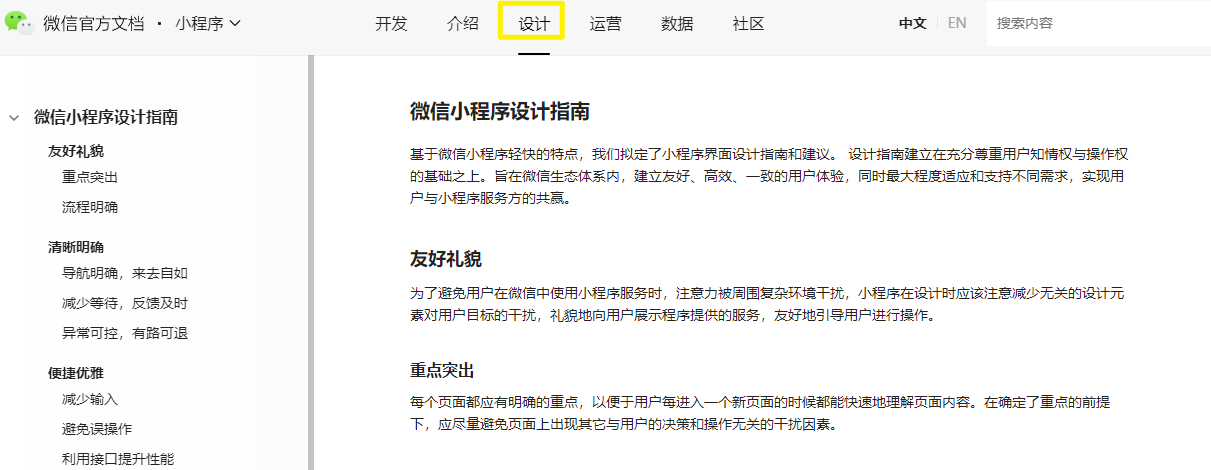 微信官方文档 · 小程序
开发 介绍 设计 运营 数据 社区
中文 EN 搜索内容
微信小程序设计指南
友好礼貌
重点突出
流程明确
清晰明确
导航明确，来去自如
减少等待，反馈及时
异常可控，有路可退
便捷优雅
减少输入
避免误操作
利用接口提升性能
微信小程序设计指南
基于微信小程序轻快的特点，我们拟定了小程序界面设计指南和建议。 设计指南建立在充分尊重用户知情权与操作权
的基础之上。旨在微信生态体系内，建立友好、高效、一致的用户体验，同时最大程度适应和支持不同需求，实现用
户与小程序服务方的共赢。
友好礼貌
为了避免用户在微信中使用小程序服务时，注意力被周围复杂环境干扰，小程序在设计时应该注意减少无关的设计元
素对用户目标的干扰，礼貌地向用户展示程序提供的服务，友好地引导用户进行操作。
重点突出
每个页面都应有明确的重点，以便于用户每进入一个新页面的时候都能快速地理解页面内容。在确定了重点的前提
下，应尽量避免页面上出现其它与用户的决策和操作无关的干扰因素。